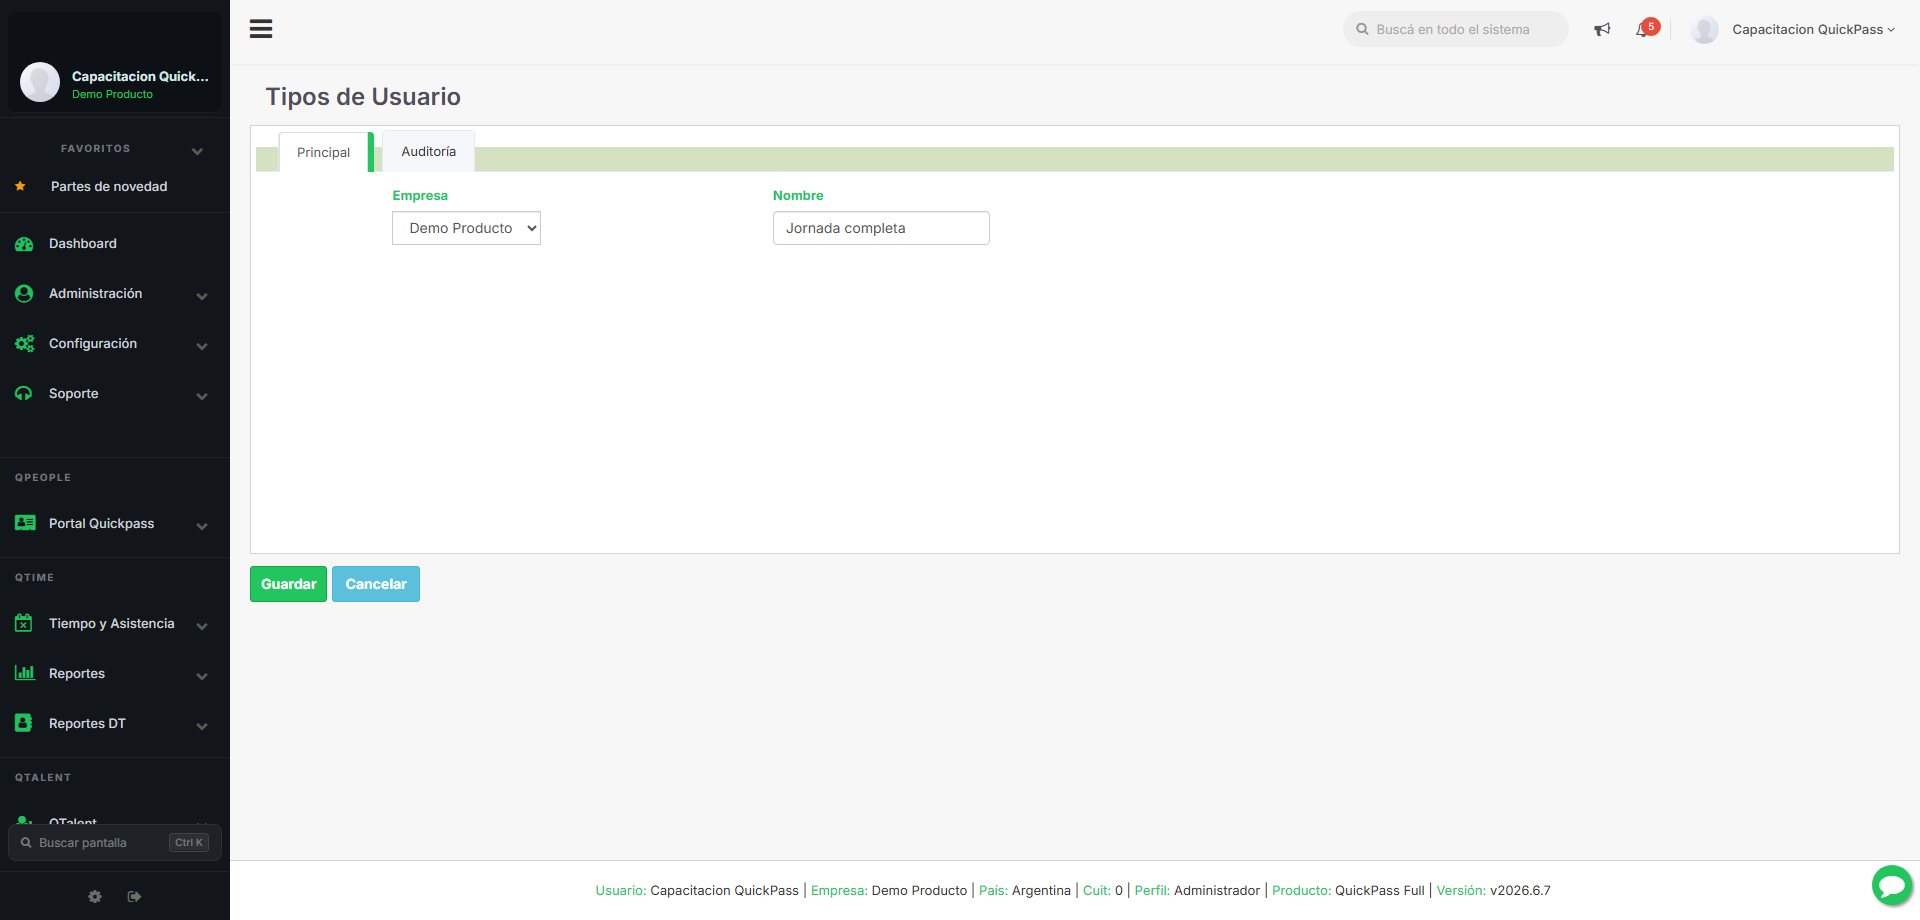 Capacitacion Quick...
Demo Producto
FAVORITOS
Partes de novedad
Dashboard
Administración
Configuración
Soporte
QPEOPLE
Portal Quickpass
QTIME
Tiempo y Asistencia
Reportes
Reportes DT
QTALENT
QTalent
Buscar pantalla
Ctrl K
Buscá en todo el sistema
5
Capacitacion QuickPass
Tipos de Usuario
Principal
Auditoría
Empresa
Nombre
Demo Producto
Jornada completa
Guardar
Cancelar
Usuario: Capacitacion QuickPass | Empresa: Demo Producto | País: Argentina | Cuit: 0 | Perfil: Administrador | Producto: QuickPass Full | Versión: v2026.6.7